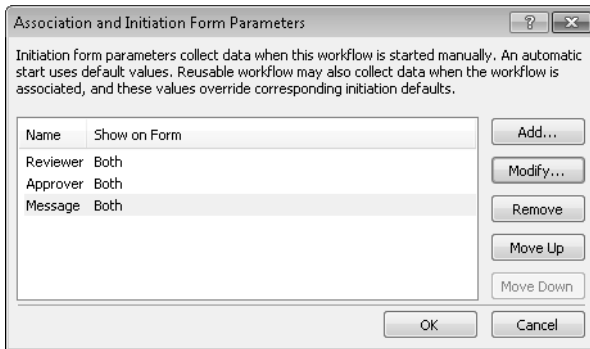 Association and Initiation Form Parameters
Initiation form parameters collect data when this workflow is started manually. An automatic
start uses default values. Reusable workflow may also collect data when the workflow is
associated, and these values override corresponding initiation defaults.
Name Show on Form
Reviewer Both
Approver Both
Message Both
Add...
Modify...
Remove
Move Up
Move Down
OK Cancel